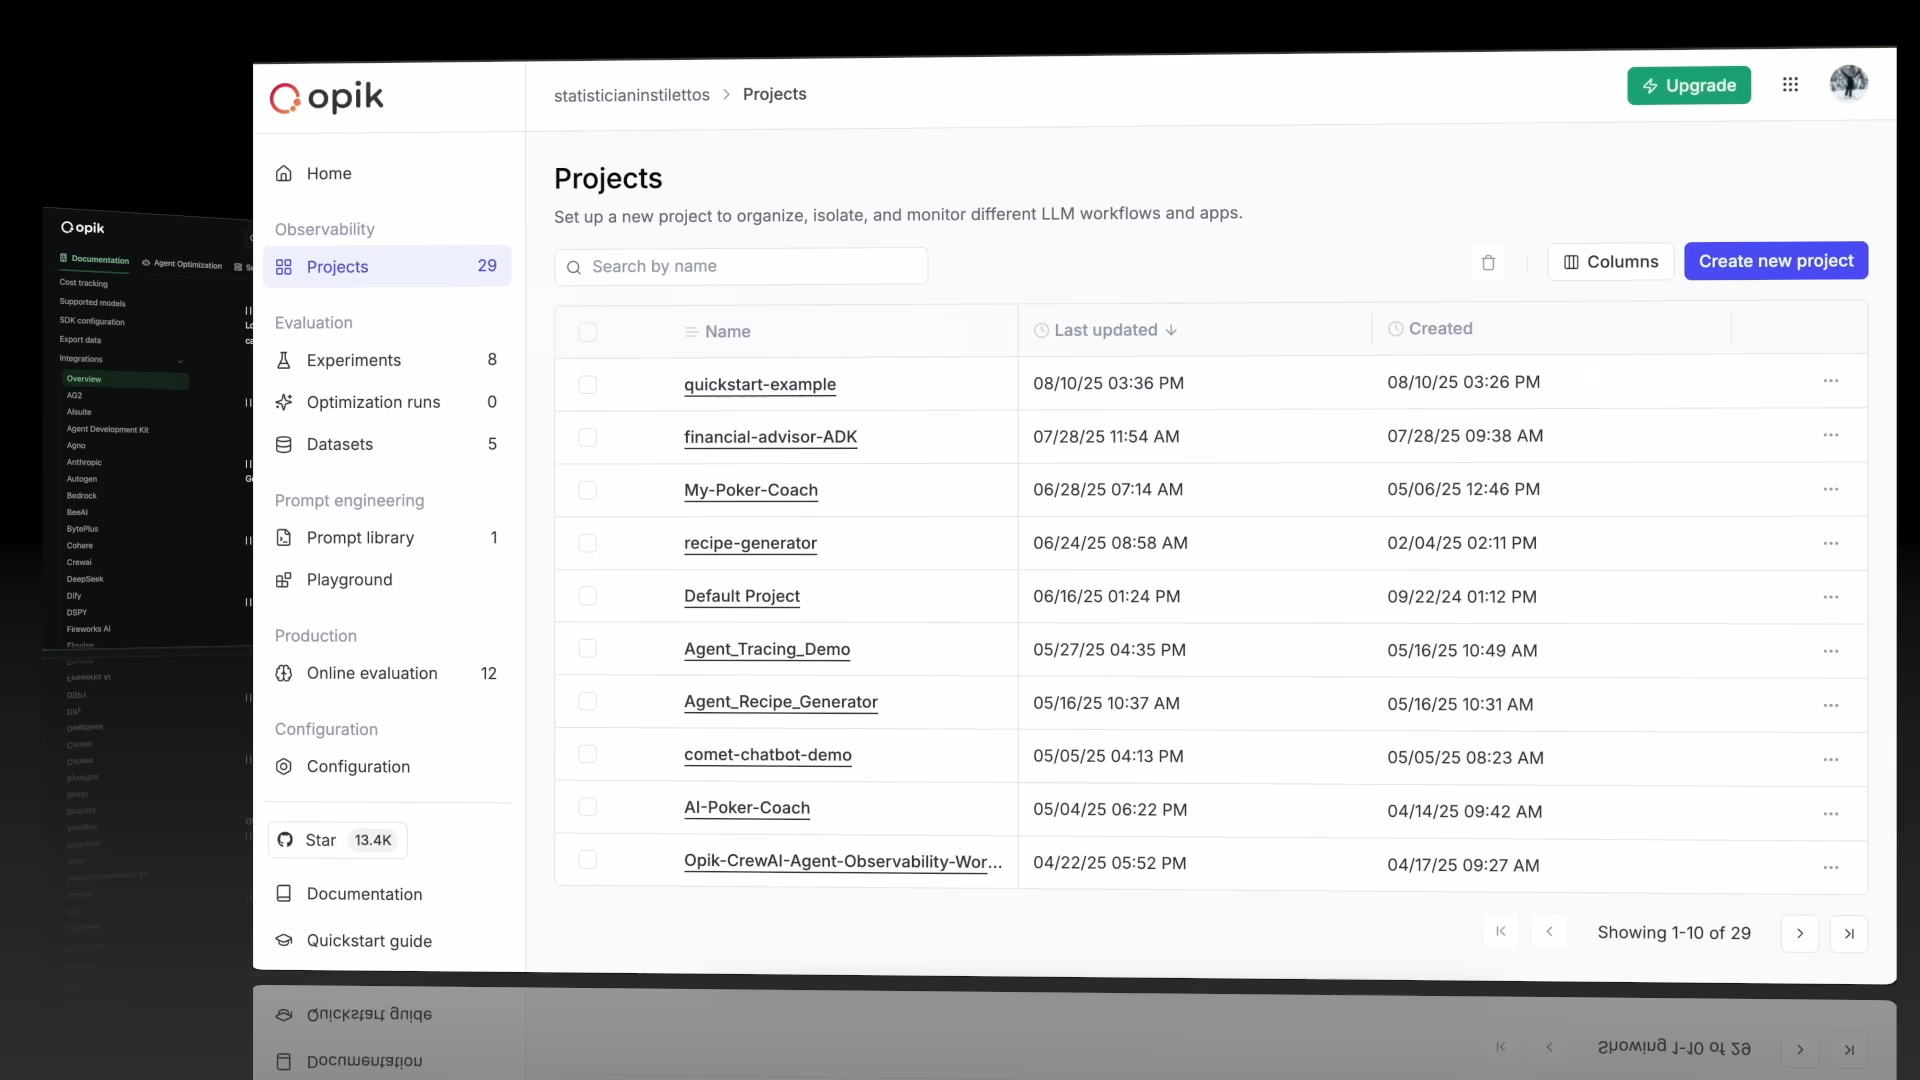 opik
statisticianinstilettos > Projects
Upgrade
Home
Observability
Projects 29
Evaluation
Experiments 8
Optimization runs 0
Datasets 5
Prompt engineering
Prompt library 1
Playground
Production
Online evaluation 12
Configuration
Configuration
Star 13.4K
Documentation
Quickstart guide
Projects
Set up a new project to organize, isolate, and monitor different LLM workflows and apps.
Search by name
Columns
Create new project
Name Last updated Created
quickstart-example 08/10/25 03:36 PM 08/10/25 03:26 PM
financial-advisor-ADK 07/28/25 11:54 AM 07/28/25 09:38 AM
My-Poker-Coach 06/28/25 07:14 AM 05/06/25 12:46 PM
recipe-generator 06/24/25 08:58 AM 02/04/25 02:11 PM
Default Project 06/16/25 01:24 PM 09/22/24 01:12 PM
Agent_Tracing_Demo 05/27/25 04:35 PM 05/16/25 10:49 AM
Agent_Recipe_Generator 05/16/25 10:37 AM 05/16/25 10:31 AM
comet-chatbot-demo 05/05/25 04:13 PM 05/05/25 08:23 AM
AI-Poker-Coach 05/04/25 06:22 PM 04/14/25 09:42 AM
Opik-CrewAI-Agent-Observability-Wor... 04/22/25 05:52 PM 04/17/25 09:27 AM
Showing 1-10 of 29
opik
Documentation Agent Optimization
Cost tracking
Supported models
SDK configuration
Export data
Integrations
Overview
AG2
AIsuite
Agent Development Kit
Agno
Anthropic
Autogen
Bedrock
BeeAI
BytePlus
Cohere
Crewai
DeepSeek
Dify
DSPY
Fireworks AI
Flowise